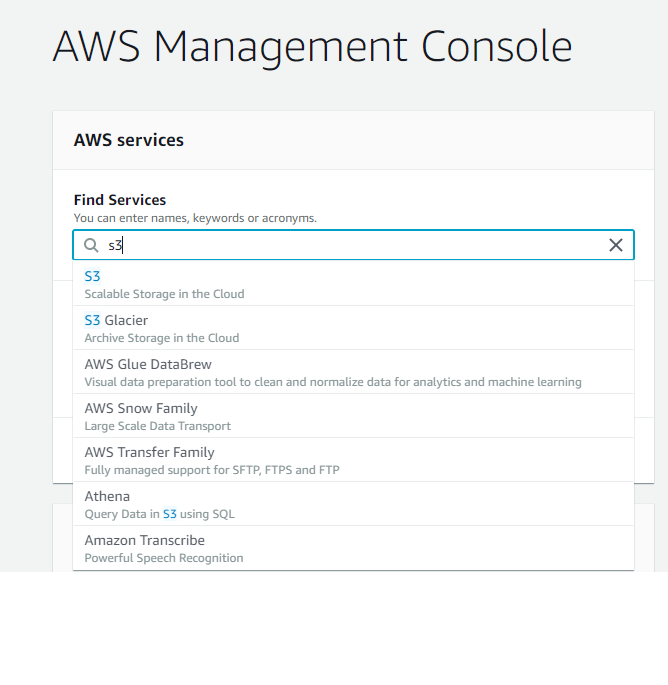 AWS Management Console
AWS services
Find Services
You can enter names, keywords or acronyms.
s3
S3
Scalable Storage in the Cloud
S3 Glacier
Archive Storage in the Cloud
AWS Glue DataBrew
Visual data preparation tool to clean and normalize data for analytics and machine learning
AWS Snow Family
Large Scale Data Transport
AWS Transfer Family
Fully managed support for SFTP, FTPS and FTP
Athena
Query Data in S3 using SQL
Amazon Transcribe
Powerful Speech Recognition